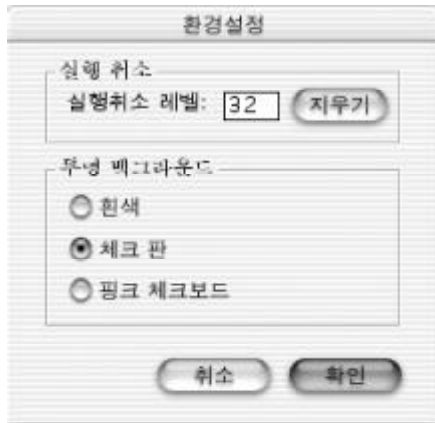 환경설정
실행 취소
실행취소 레벨: 32 지우기
투명 백그라운드
흰색
체크 판
핑크 체크보드
취소 확인